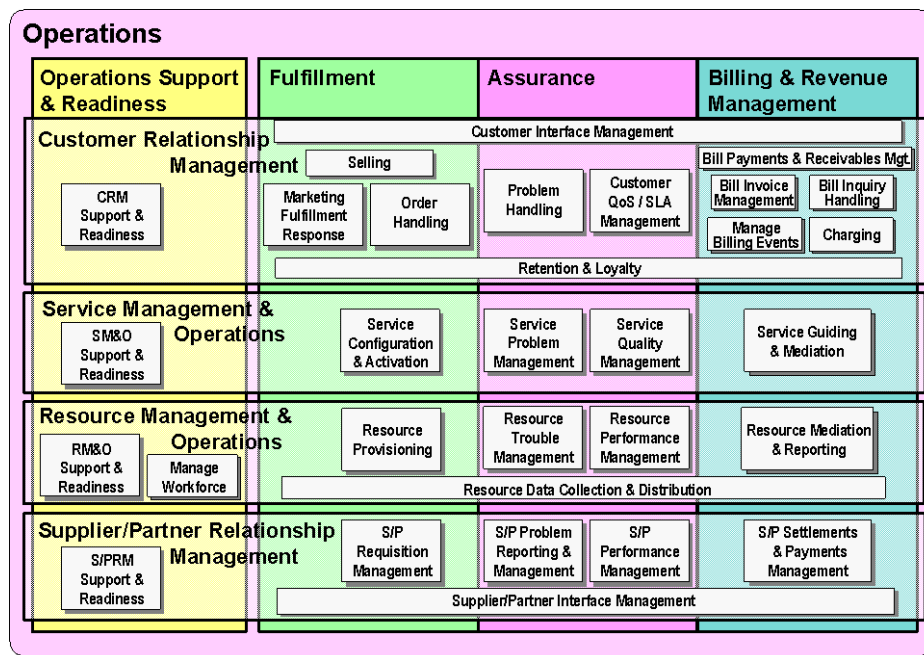 Operations
Operations Support
& Readiness
Fulfillment
Assurance
Billing & Revenue
Management
Customer Relationship
Management
Customer Interface Management
Selling
Bill Payments & Receivables Mgt.
CRM
Support &
Readiness
Marketing
Fulfillment
Response
Order
Handling
Problem
Handling
Customer
QoS / SLA
Management
Bill Invoice
Management
Bill Inquiry
Handling
Manage
Billing Events
Charging
Retention & Loyalty
Service Management &
Operations
SM&O
Support &
Readiness
Service
Configuration
& Activation
Service
Problem
Management
Service
Quality
Management
Service Guiding
& Mediation
Resource Management &
Operations
RM&O
Support &
Readiness
Manage
Workforce
Resource
Provisioning
Resource
Trouble
Management
Resource
Performance
Management
Resource Mediation
& Reporting
Resource Data Collection & Distribution
Supplier/Partner Relationship
Management
S/PRM
Support &
Readiness
S/P
Requisition
Management
S/P Problem
Reporting &
Management
S/P
Performance
Management
S/P Settlements
& Payments
Management
Supplier/Partner Interface Management